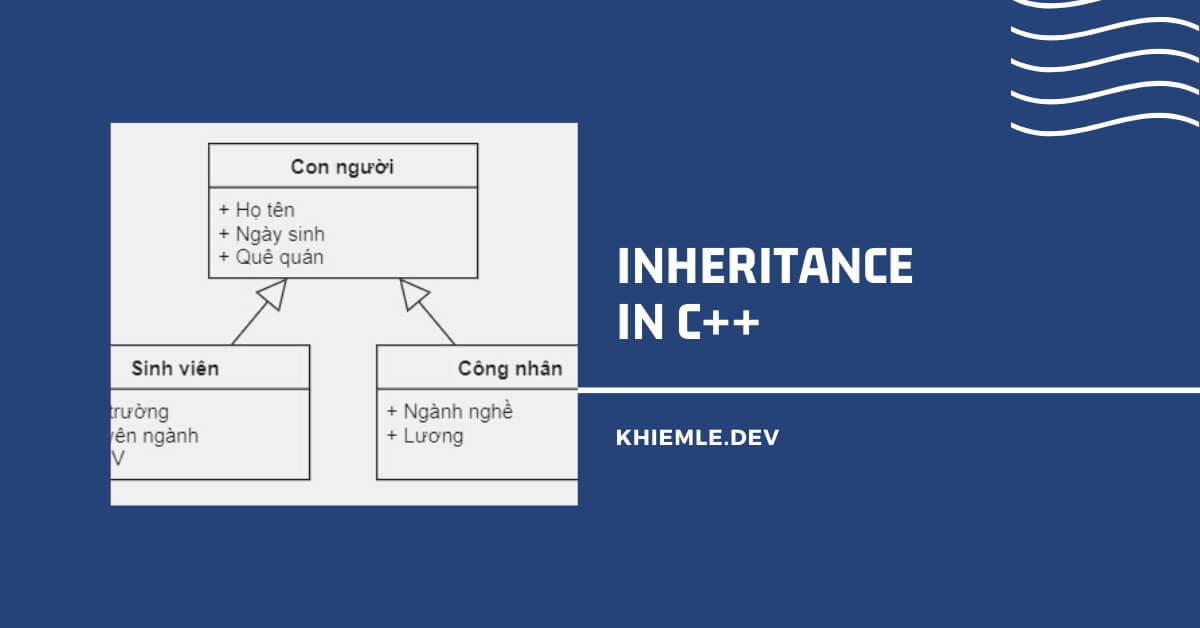 Con người
+ Họ tên
+ Ngày sinh
+ Quê quán
Sinh viên
trường
ngành
V
Công nhân
+ Ngành nghề
+ Lương
INHERITANCE
IN C++
KHIEMLE.DEV